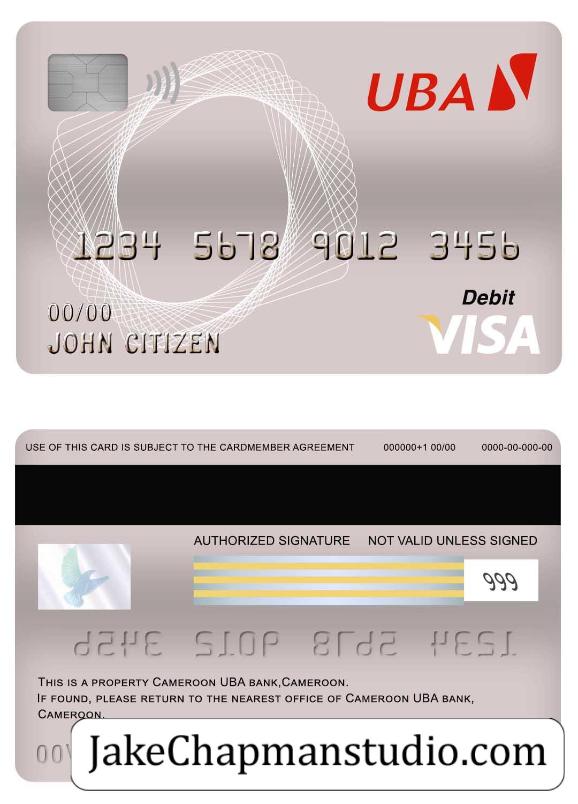 UBA
1234 5678 9012 3456
00/00
JOHN CITIZEN
Debit
VISA
USE OF THIS CARD IS SUBJECT TO THE CARDMEMBER AGREEMENT 000000+1 00/00 0000-00-000-00
AUTHORIZED SIGNATURE NOT VALID UNLESS SIGNED
999
THIS IS A PROPERTY CAMEROON UBA BANK,CAMEROON.
IF FOUND, PLEASE RETURN TO THE NEAREST OFFICE OF CAMEROON UBA BANK,
CAMEROON.
JakeChapmanstudio.com